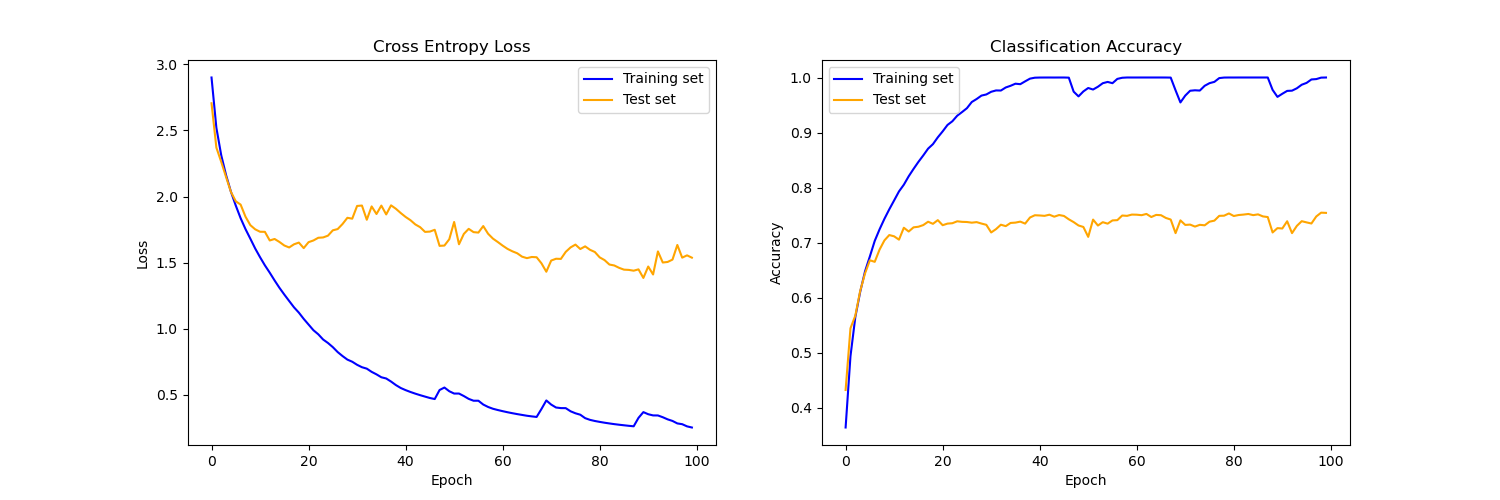 Cross Entropy Loss
3.0
2.5
2.0
1.5
1.0
0.5
Loss
0
20
40
60
80
100
Epoch
Training set
Test set
Classification Accuracy
1.0
0.9
0.8
0.7
0.6
0.5
0.4
Accuracy
0
20
40
60
80
100
Epoch
Training set
Test set